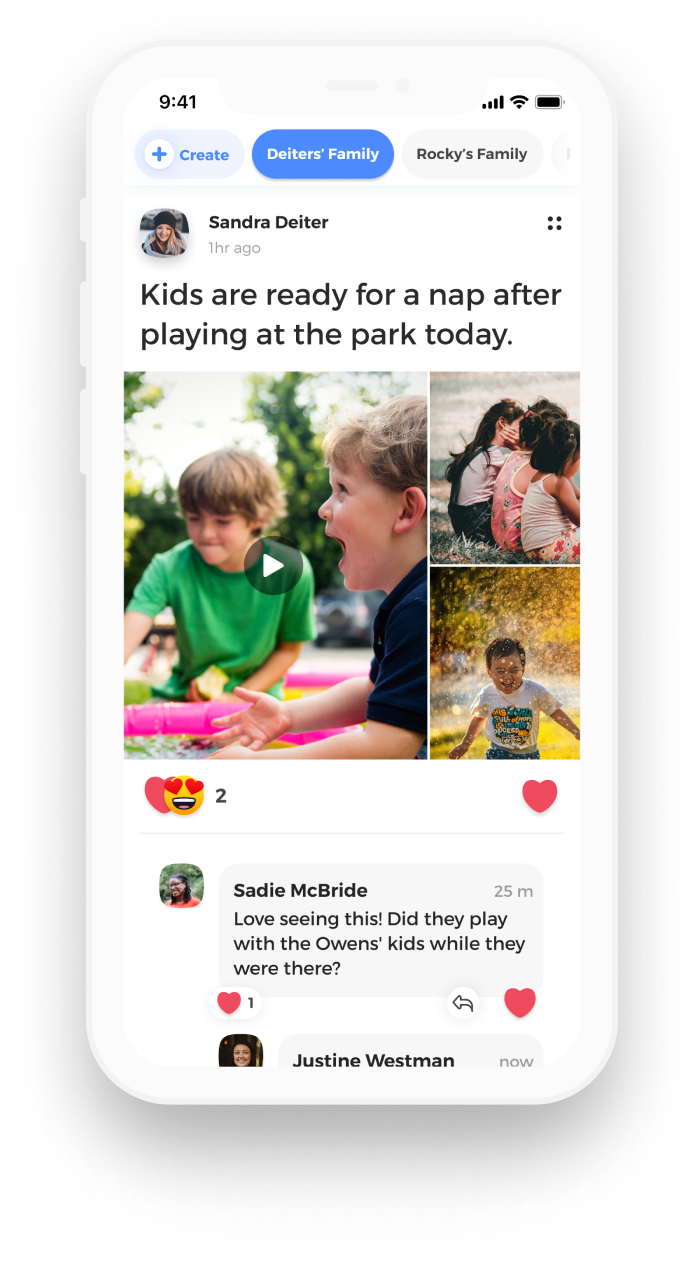 9:41
Create
Deiters’ Family
Rocky’s Family
Sandra Deiter
1hr ago
Kids are ready for a nap after
playing at the park today.
2
Sadie McBride
25 m
Love seeing this! Did they play
with the Owens' kids while they
were there?
1
Justine Westman
now